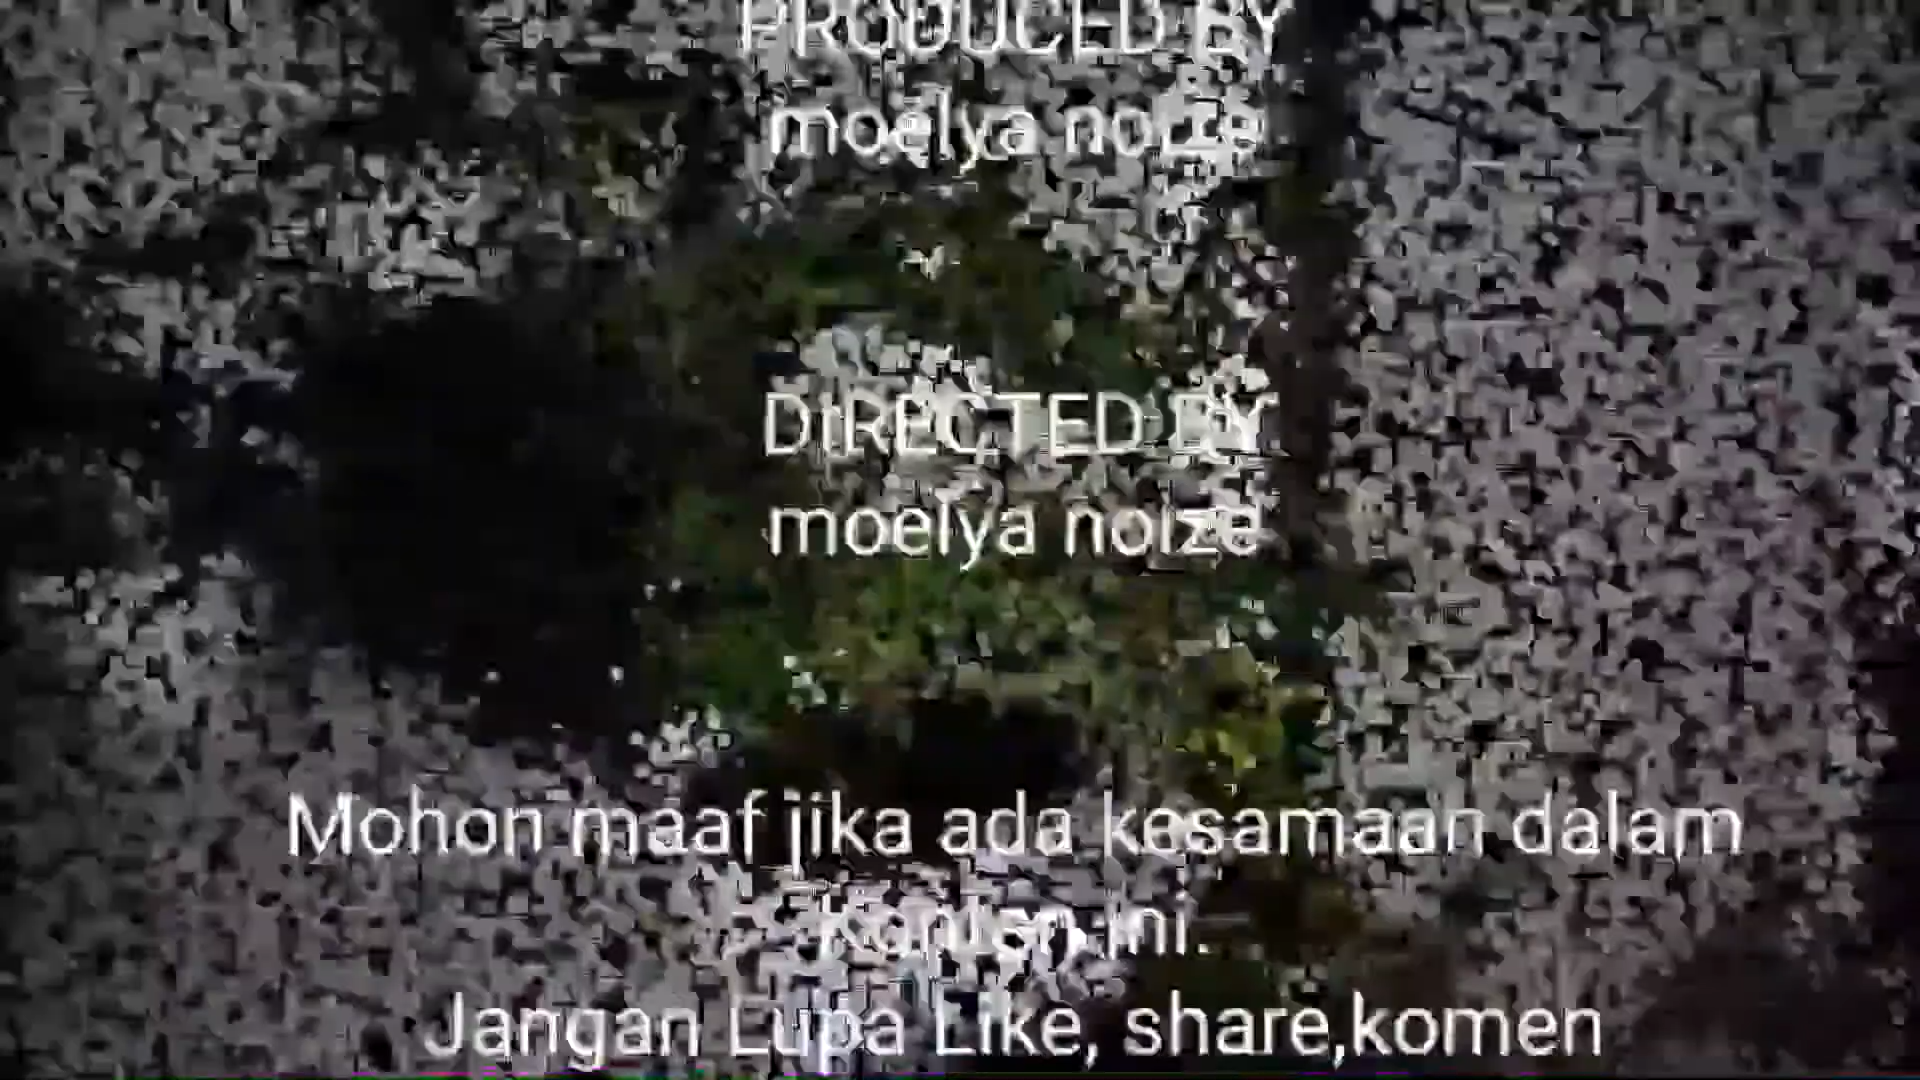 PRODUCED BY
moelya noize
DIRECTED BY
moelya noize
Mohon maaf jika ada kesamaan dalam
konten ini.
Jangan Lupa Like, share,komen